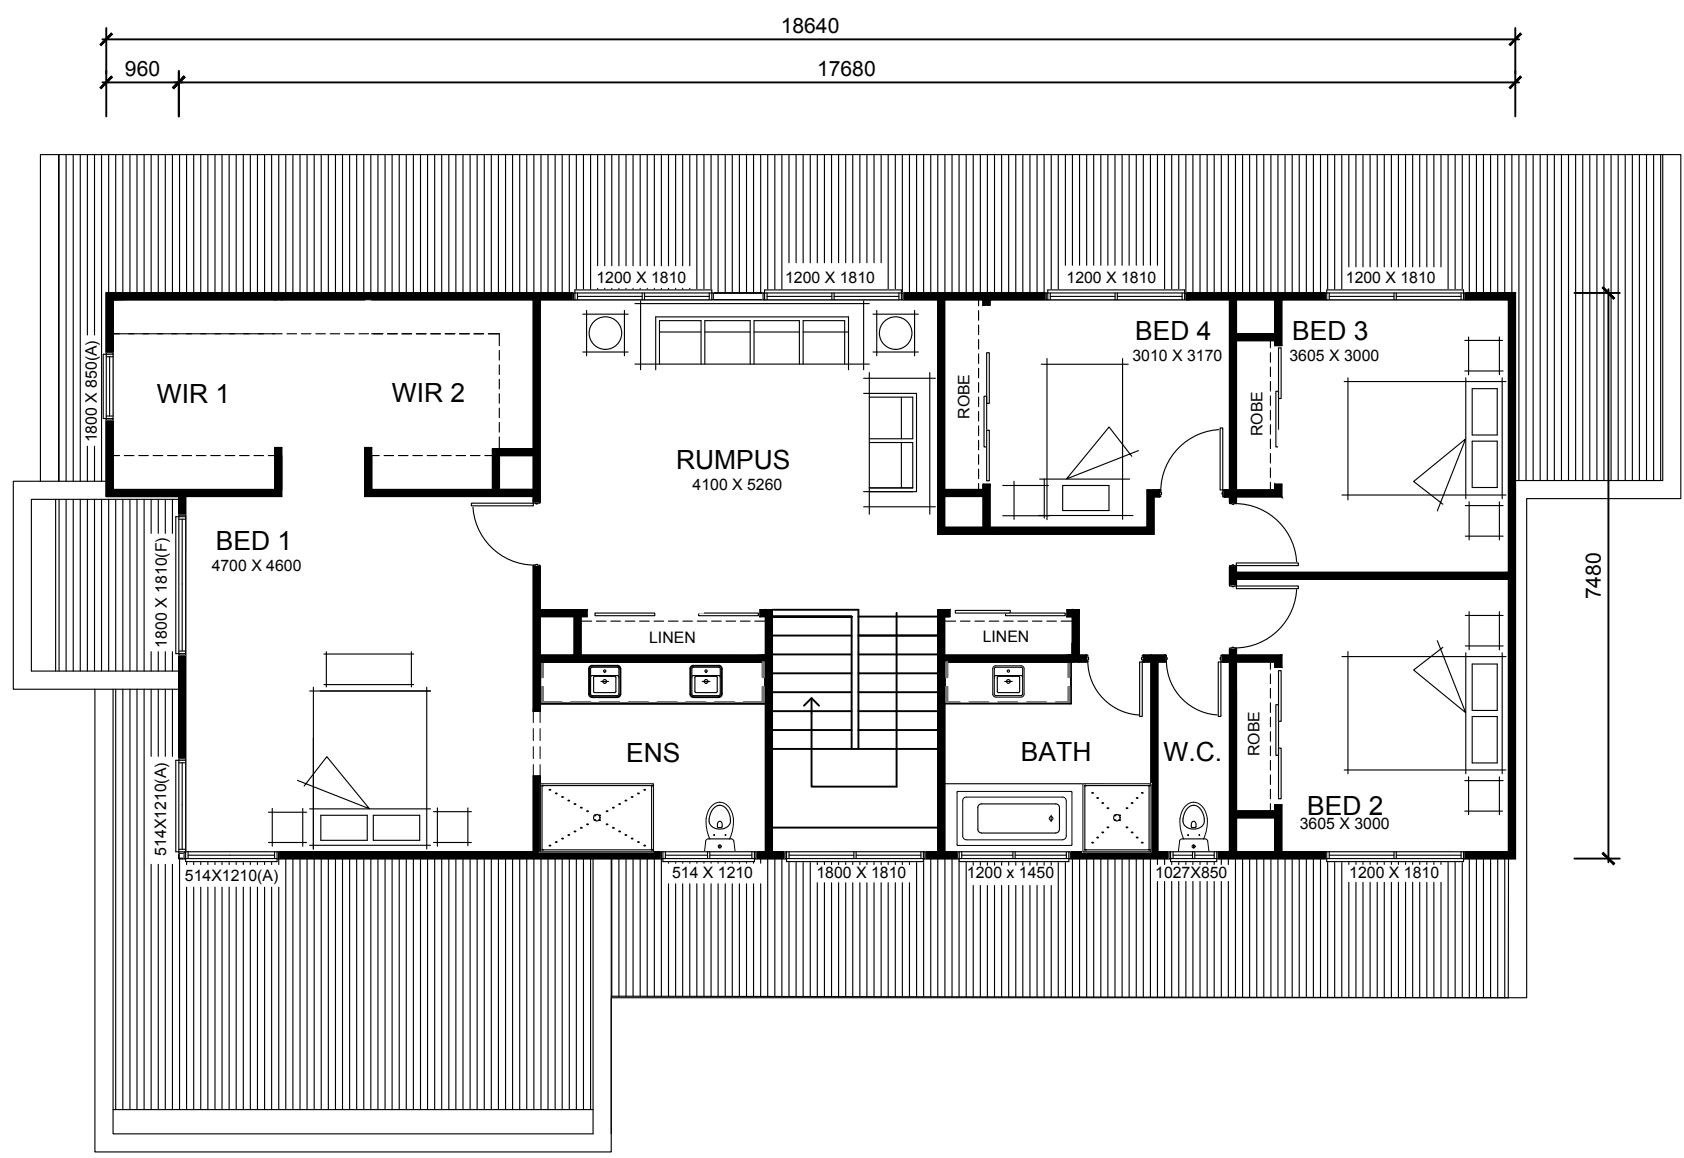 18640
960
17680
1200 X 1810
1200 X 1810
1200 X 1810
1200 X 1810
1800 X 850(A)
WIR 1
WIR 2
RUMPUS
4100 X 5260
ROBE
BED 4
3010 X 3170
ROBE
BED 3
3605 X 3000
7480
BED 1
4700 X 4600
1800 X 1810(F)
LINEN
LINEN
514X1210(A)
ENS
BATH
W.C.
ROBE
BED 2
3605 X 3000
514X1210(A)
514 X 1210
1800 X 1810
1200 x 1450
1027X850
1200 X 1810